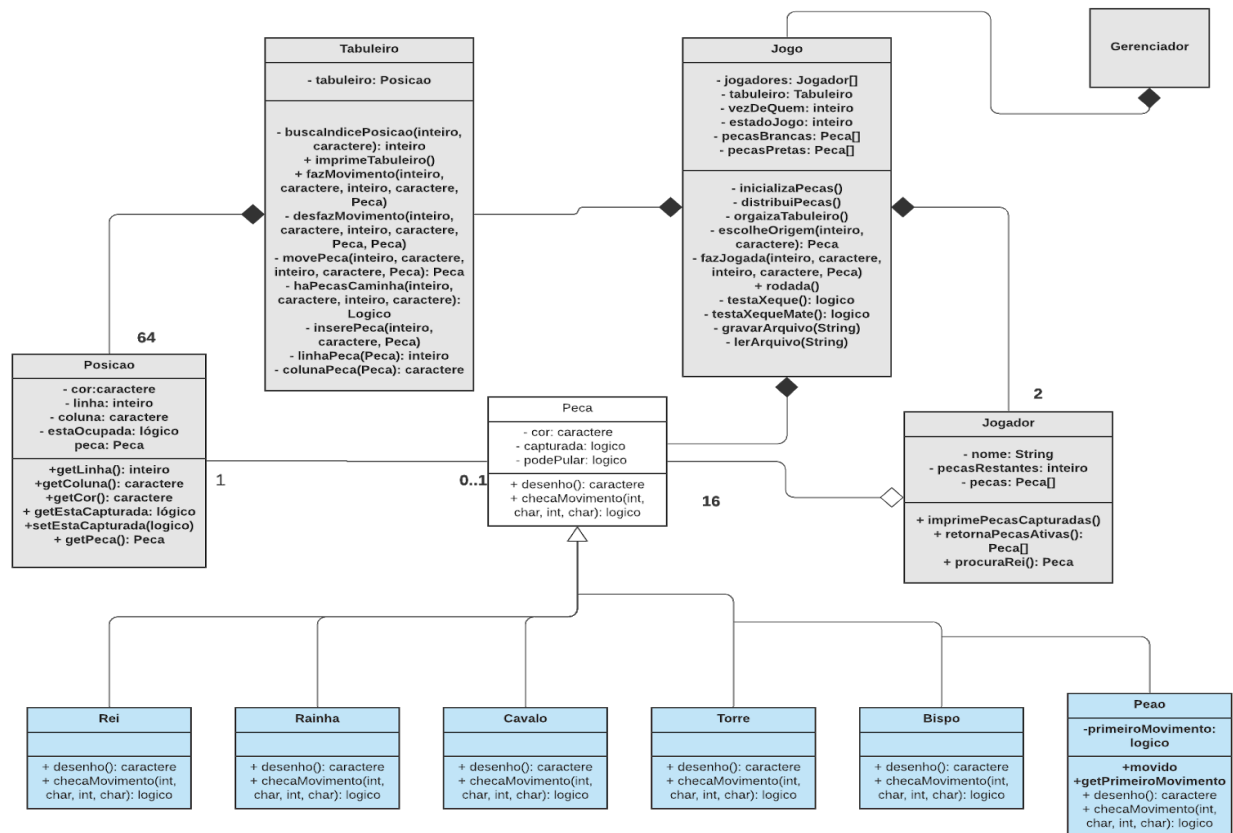 Tabuleiro
- tabuleiro: Posicao
- buscaIndicePosicao(inteiro,
caractere): inteiro
+ imprimeTabuleiro()
+ fazMovimento(inteiro,
caractere, inteiro, caractere,
Peca)
- desfazMovimento(inteiro,
caractere, inteiro, caractere,
Peca, Peca)
- movePeca(inteiro, caractere,
inteiro, caractere, Peca): Peca
- haPecasCaminha(inteiro,
caractere, inteiro, caractere):
Logico
- inserePeca(inteiro,
caractere, Peca)
- linhaPeca(Peca): inteiro
- colunaPeca(Peca): caractere
Jogo
- jogadores: Jogador[]
- tabuleiro: Tabuleiro
- vezDeQuem: inteiro
- estadoJogo: inteiro
- pecasBrancas: Peca[]
- pecasPretas: Peca[]
- inicializaPecas()
- distribuiPecas()
- orgaizaTabuleiro()
- escolheOrigem(inteiro,
caractere): Peca
- fazJogada(inteiro, caractere,
inteiro, caractere, Peca)
+ rodada()
- testaXeque(): logico
- testaXequeMate(): logico
- gravarArquivo(String)
- lerArquivo(String)
Gerenciador
64
Posicao
- cor:caractere
- linha: inteiro
- coluna: caractere
- estaOcupada: lógico
peca: Peca
+getLinha(): inteiro
+getColuna(): caractere
+getCor(): caractere
+ getEstaCapturada: lógico
+setEstaCapturada(logico)
+ getPeca(): Peca
1
0..1
Peca
- cor: caractere
- capturada: logico
- podePular: logico
+ desenho(): caractere
+ checaMovimento(int,
char, int, char): logico
16
2
Jogador
- nome: String
- pecasRestantes: inteiro
- pecas: Peca[]
+ imprimePecasCapturadas()
+ retornaPecasAtivas():
Peca[]
+ procuraRei(): Peca
Rei
+ desenho(): caractere
+ checaMovimento(int,
char, int, char): logico
Rainha
+ desenho(): caractere
+ checaMovimento(int,
char, int, char): logico
Cavalo
+ desenho(): caractere
+ checaMovimento(int,
char, int, char): logico
Torre
+ desenho(): caractere
+ checaMovimento(int,
char, int, char): logico
Bispo
+ desenho(): caractere
+ checaMovimento(int,
char, int, char): logico
Peao
-primeiroMovimento:
logico
+movido
+getPrimeiroMovimento
+ desenho(): caractere
+ checaMovimento(int,
char, int, char): logico